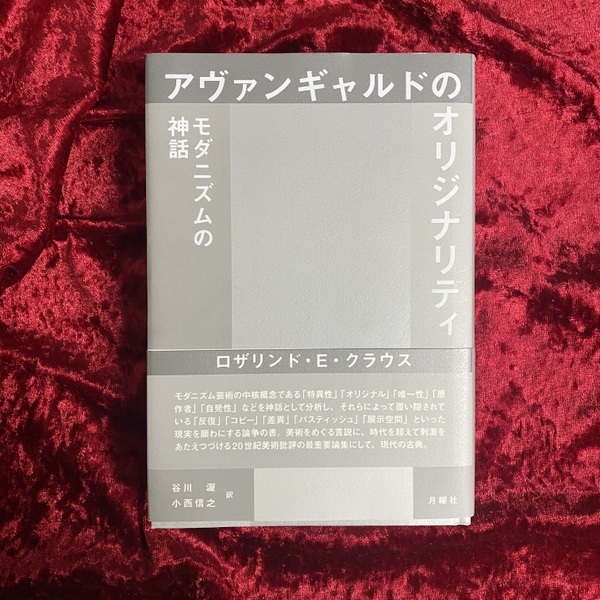 アヴァンギャルドの
オリジナリティ
モダニズムの
神話
ロザリンド・E・クラウス
モダニズム芸術の中核概念である「特異性」「オリジナル」「唯一性」「原
作者」「自発性」などを神話として分析し、それらによって覆い隠されて
いる「反復」「コピー」「差異」「パスティッシュ」「展示空間」といった
現実を顕わにする論争の書。美術をめぐる言説に、時代を超えて刺激を
あたえつづける20世紀美術批評の最重要論集にして、現代の古典。
谷川 渥
小西信之 訳
月曜社